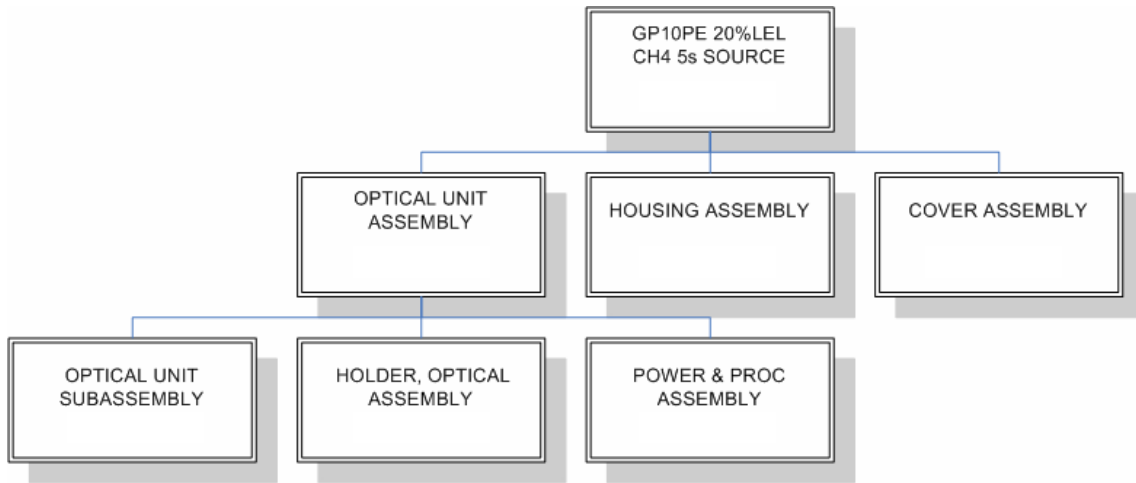 GP10PE 20%LEL
CH4 5s SOURCE
OPTICAL UNIT
ASSEMBLY
HOUSING ASSEMBLY
COVER ASSEMBLY
OPTICAL UNIT
SUBASSEMBLY
HOLDER, OPTICAL
ASSEMBLY
POWER & PROC
ASSEMBLY